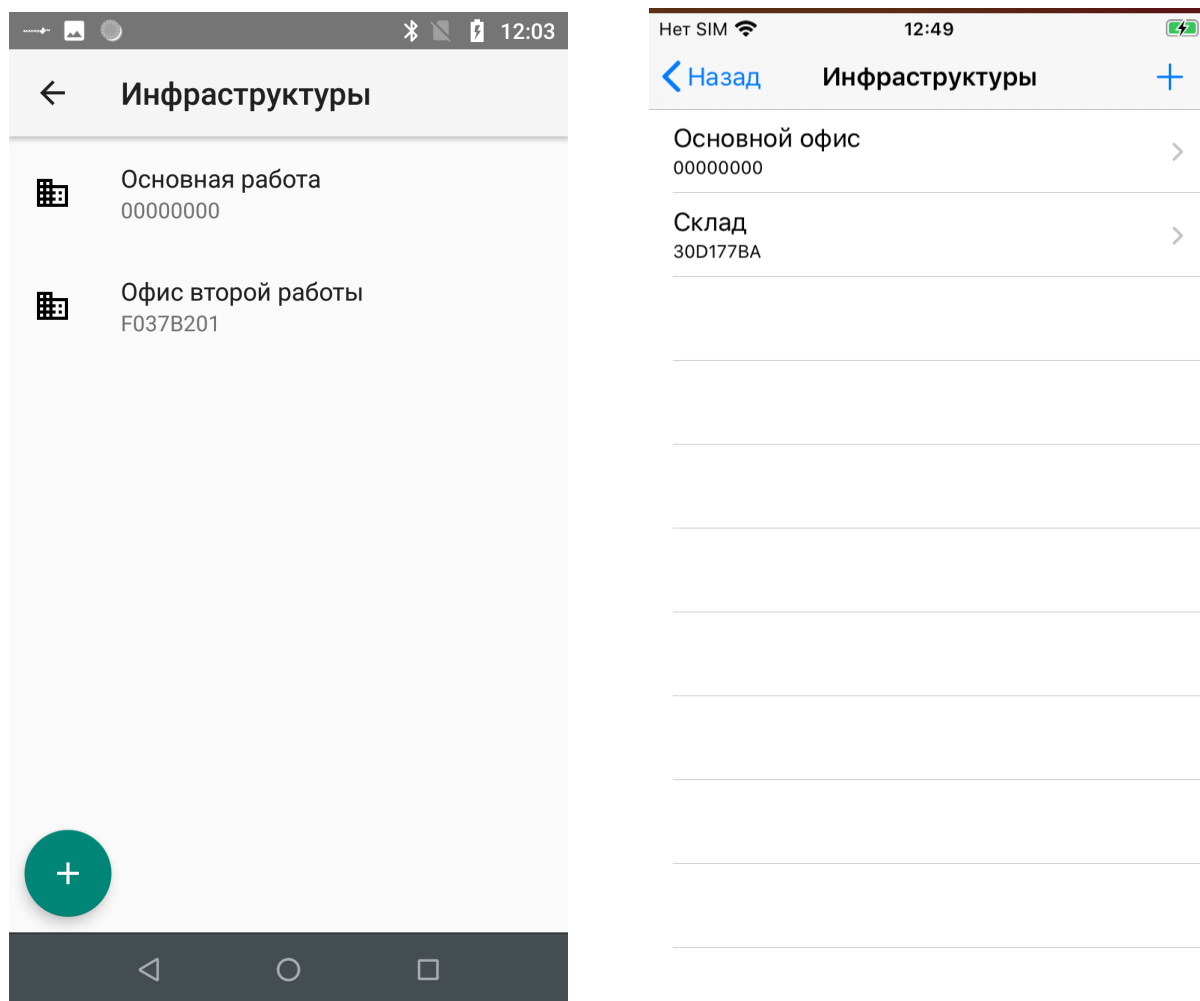 12:03
Инфраструктуры
Основная работа
00000000
Офис второй работы
F037B201
Нет SIM 12:49
Назад Инфраструктуры
Основной офис
00000000
Склад
30D177BA